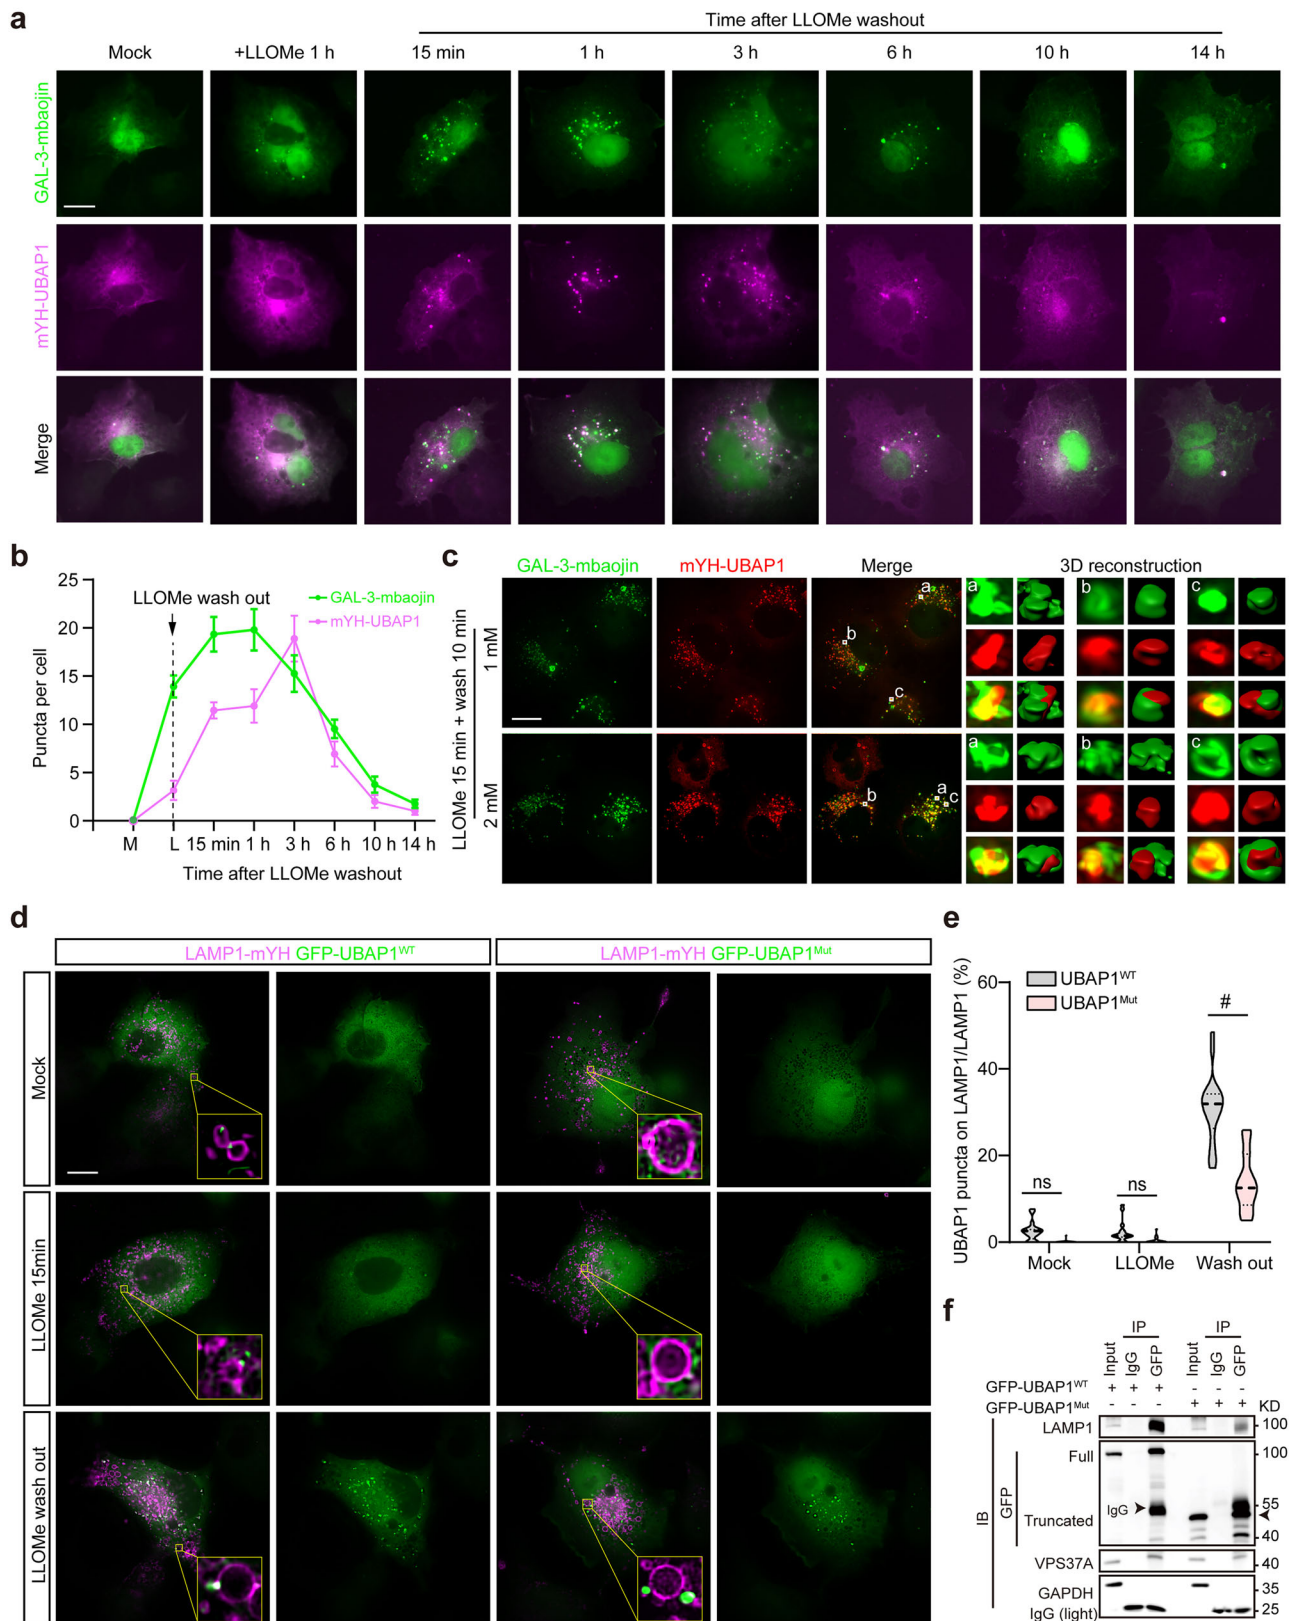 a
Time after LLOMe washout
Mock +LLOMe 1 h 15 min 1 h 3 h 6 h 10 h 14 h
GAL-3-mbaojin
mYH-UBAP1
Merge
b
25
20
15
10
5
0
Puncta per cell
LLOMe wash out
GAL-3-mbaojin
mYH-UBAP1
M L 15 min 1 h 3 h 6 h 10 h 14 h
Time after LLOMe washout
c
GAL-3-mbaojin mYH-UBAP1 Merge 3D reconstruction
LLOMe 15 min + wash 10 min
1 mM
2 mM
a
b
c
a b c
b
a
c
a b c
d
LAMP1-mYH GFP-UBAP1WT LAMP1-mYH GFP-UBAP1Mut
Mock
LLOMe 15min
LLOMe wash out
e
UBAP1 puncta on LAMP1/LAMP1 (%)
60
40
20
0
UBAP1WT
UBAP1Mut
ns ns #
Mock LLOMe Wash out
f
IP IP
Input IgG GFP Input IgG GFP
GFP-UBAP1WT + + + - - -
GFP-UBAP1Mut - - - + + + KD
IB
GFP
LAMP1 100
Full 100
IgG 55
Truncated 40
VPS37A 40
GAPDH 35
IgG (light) 25